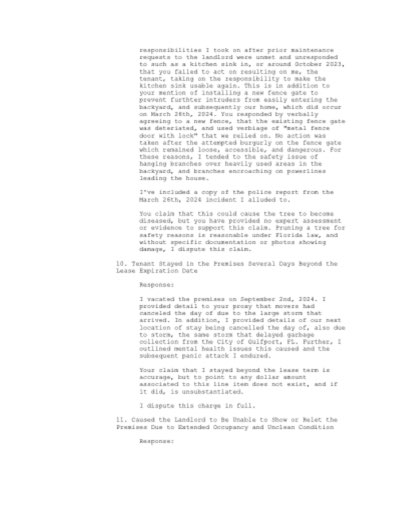 responsibilities I took on after prior maintenance
requests to the landlord were unmet and unresponded
to such as a kitchen sink in, or around October 2023,
that you failed to act on resulting on me, the
tenant, taking on the responsibility to make the
kitchen sink usable again. This is in addition to
your mention of installing a new fence gate to
prevent furthter intruders from easily entering the
backyard, and subsequently our home, which did occur
on March 26th, 2024. You responded by verbally
agreeing to a new fence, that the existing fence gate
was deteriated, and used verbiage of "metal fence
door with lock" that we relied on. No action was
taken after the attempted burgurly on the fence gate
which remained loose, accessible, and dangerous. For
these reasons, I tended to the safety issue of
hanging branches over heavily used areas in the
backyard, and branches encroaching on powerlines
leading the house.
I've included a copy of the police report from the
March 26th, 2024 incident I alluded to.
You claim that this could cause the tree to become
diseased, but you have provided no expert assessment
or evidence to support this claim. Pruning a tree for
safety reasons is reasonable under Florida law, and
without specific documentation or photos showing
damage, I dispute this claim.
10. Tenant Stayed in the Premises Several Days Beyond the
Lease Expiration Date
Response:
I vacated the premises on September 2nd, 2024. I
provided detail to your proxy that movers had
canceled the day of due to the large storm that
arrived. In addition, I provided details of our next
location of stay being cancelled the day of, also due
to storm, the same storm that delayed garbage
collection from the City of Gulfport, FL. Further, I
outlined mental health issues this caused and the
subsequent panic attack I endured.
Your claim that I stayed beyond the lease term is
accurage, but to point to any dollar amount
associated to this line item does not exist, and if
it did, is unsubstantiated.
I dispute this charge in full.
11. Caused the Landlord to Be Unable to Show or Relet the
Premises Due to Extended Occupancy and Unclean Condition
Response: